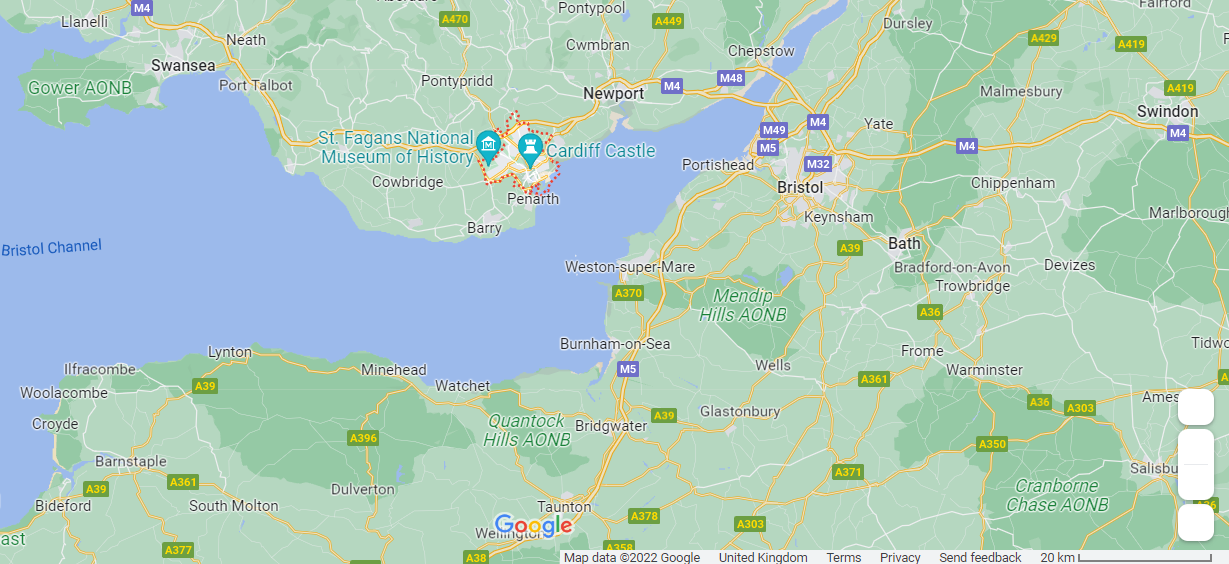 Llanelli
M4
A470
Pontypool
A449
Fairford
Neath
Cwmbran
Dursley
A429
A419
Swansea
Port Talbot
Pontypridd
Chepstow
M48
Gower AONB
Newport
M4
Malmesbury
A419
Swindon
M4
M49
M4
Yate
St. Fagans National
Museum of History
Cardiff Castle
M5
M4
Portishead
M32
Cowbridge
Bristol
Chippenham
Penarth
Marlborough
Barry
Keynsham
Bristol Channel
A39
Bath
Weston-super-Mare
Bradford-on-Avon
Devizes
Trowbridge
A370
Mendip
Hills AONB
A36
Burnham-on-Sea
Lynton
Frome
Ilfracombe
Minehead
M5
Wells
Warminster
A361
Woolacombe
A39
Watchet
Croyde
A36
A303
Glastonbury
Quantock
Hills AONB
Bridgwater
A39
A396
A350
Barnstaple
A361
A371
A39
Dulverton
Cranborne
Chase AONB
Bideford
South Molton
Taunton
A378
A303
A36
Google
Wellington
ast
A377
A38
A358
Map data ©2022 Google United Kingdom Terms Privacy Send feedback 20 km